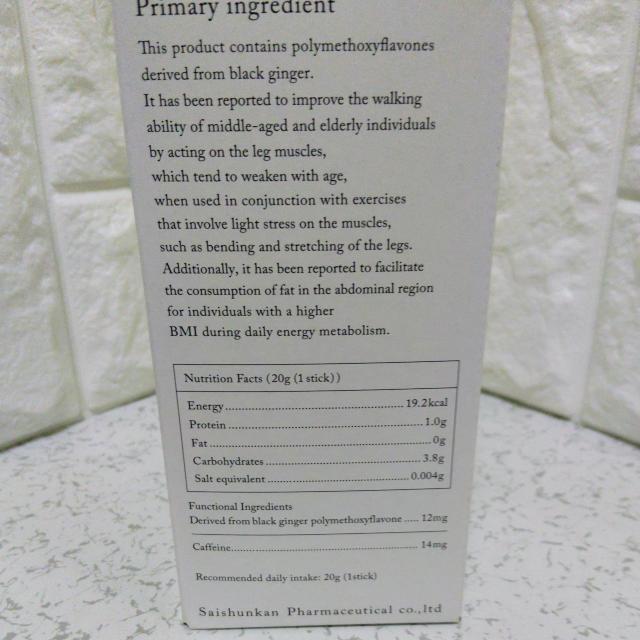 Primary ingredient
This product contains polymethoxyflavones
derived from black ginger.
It has been reported to improve the walking
ability of middle-aged and elderly individuals
by acting on the leg muscles,
which tend to weaken with age,
when used in conjunction with exercises
that involve light stress on the muscles,
such as bending and stretching of the legs.
Additionally, it has been reported to facilitate
the consumption of fat in the abdominal region
for individuals with a higher
BMI during daily energy metabolism.
Nutrition Facts (20g (1 stick))
Energy 19.2kcal
Protein 1.0g
Fat 0g
Carbohydrates 3.8g
Salt equivalent 0.004g
Functional Ingredients
Derived from black ginger polymethoxyflavone 12mg
Caffeine 14mg
Recommended daily intake: 20g (1stick)
Saishunkan Pharmaceutical co.,ltd